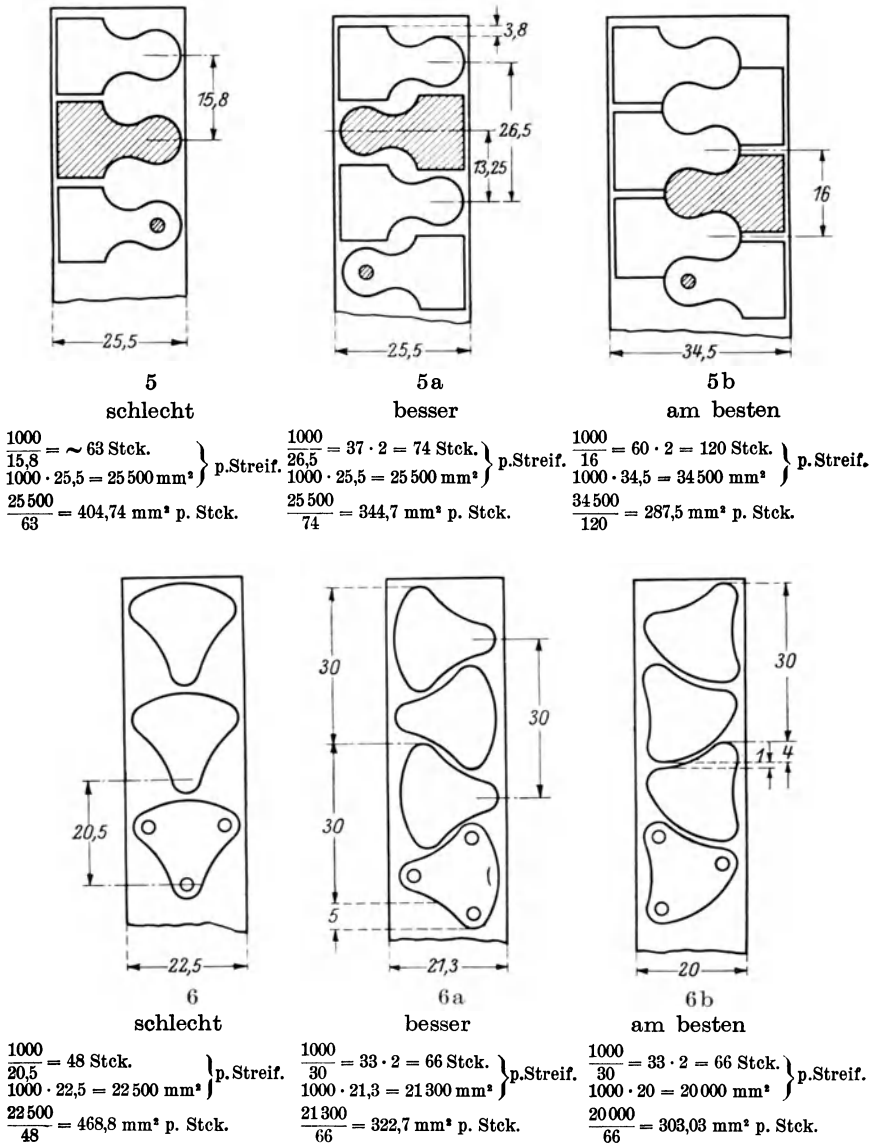 3,8
15,8
26,5
13,25
16
25,5
25,5
34,5
5
5a
5b
schlecht
besser
am besten
1000/15,8 = ~ 63 Stck.
1000 · 25,5 = 25 500 mm² } p.Streif.
25 500/63 = 404,74 mm² p. Stck.
1000/26,5 = 37 · 2 = 74 Stck.
1000 · 25,5 = 25 500 mm² } p.Streif.
25 500/74 = 344,7 mm² p. Stck.
1000/16 = 60 · 2 = 120 Stck.
1000 · 34,5 = 34 500 mm² } p.Streif.
34 500/120 = 287,5 mm² p. Stck.
30
30
30
1
4
20,5
30
5
22,5
21,3
20
6
6a
6b
schlecht
besser
am besten
1000/20,5 = 48 Stck.
1000 · 22,5 = 22 500 mm² } p.Streif.
22 500/48 = 468,8 mm² p. Stck.
1000/30 = 33 · 2 = 66 Stck.
1000 · 21,3 = 21 300 mm² } p.Streif.
21 300/66 = 322,7 mm² p. Stck.
1000/30 = 33 · 2 = 66 Stck.
1000 · 20 = 20 000 mm² } p.Streif.
20 000/66 = 303,03 mm² p. Stck.